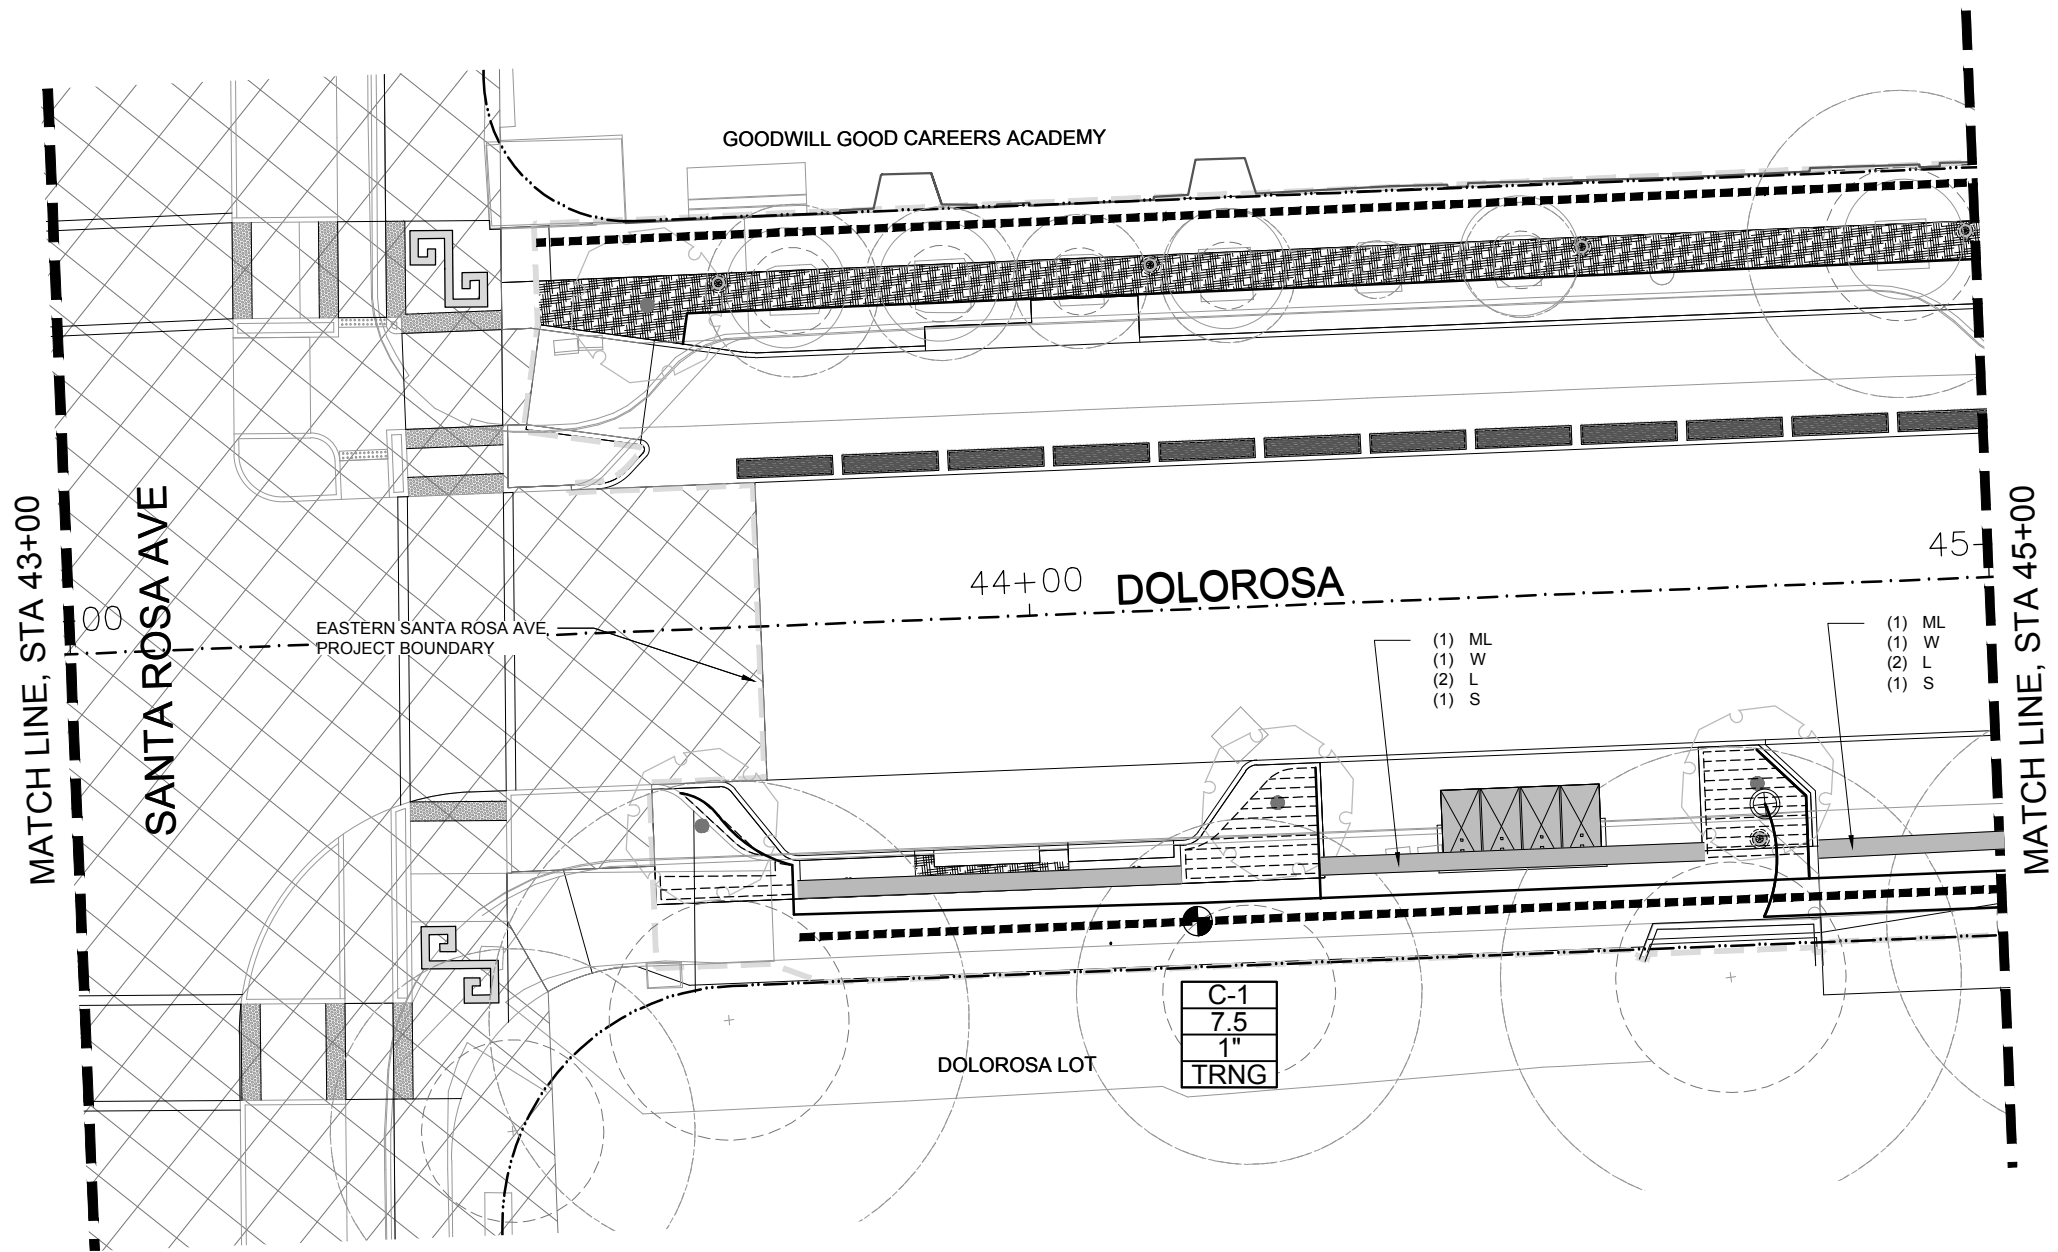 GOODWILL GOOD CAREERS ACADEMY
MATCH LINE, STA 43+00
SANTA ROSA AVE
00
44+00
DOLOROSA
45
MATCH LINE, STA 45+00
EASTERN SANTA ROSA AVE
PROJECT BOUNDARY
(1) ML
(1) W
(2) L
(1) S
(1) ML
(1) W
(2) L
(1) S
DOLOROSA LOT
C-1
7.5
1"
TRNG